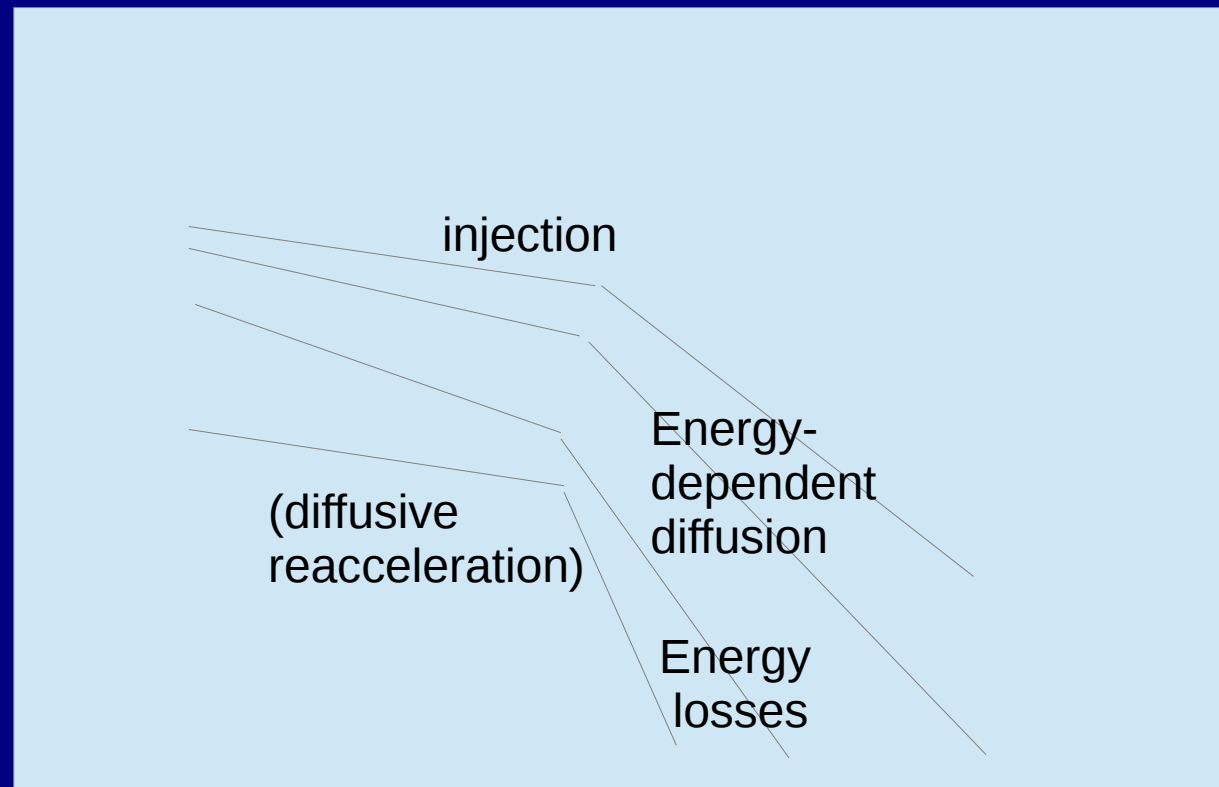 injection
Energy-
dependent
diffusion
(diffusive
reacceleration)
Energy
losses